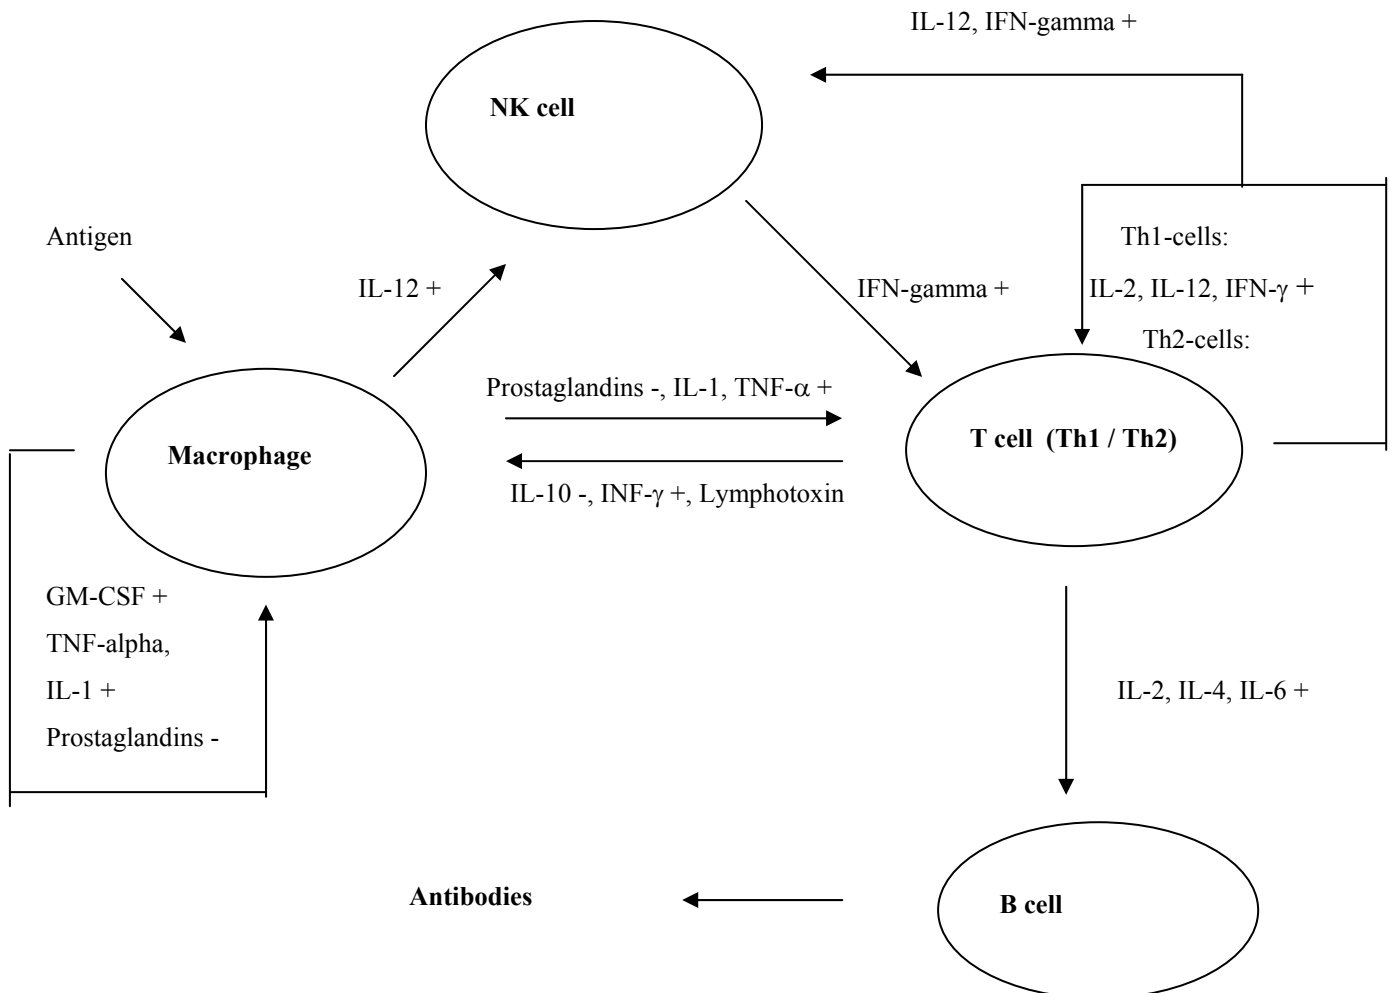 IL-12, IFN-gamma +
NK cell
Antigen
Th1-cells:
IL-12 +
IFN-gamma +
IL-2, IL-12, IFN-γ +
Th2-cells:
Prostaglandins -, IL-1, TNF-α +
Macrophage
T cell (Th1 / Th2)
IL-10 -, INF-γ +, Lymphotoxin
GM-CSF +
TNF-alpha,
IL-1 +
Prostaglandins -
IL-2, IL-4, IL-6 +
Antibodies
B cell